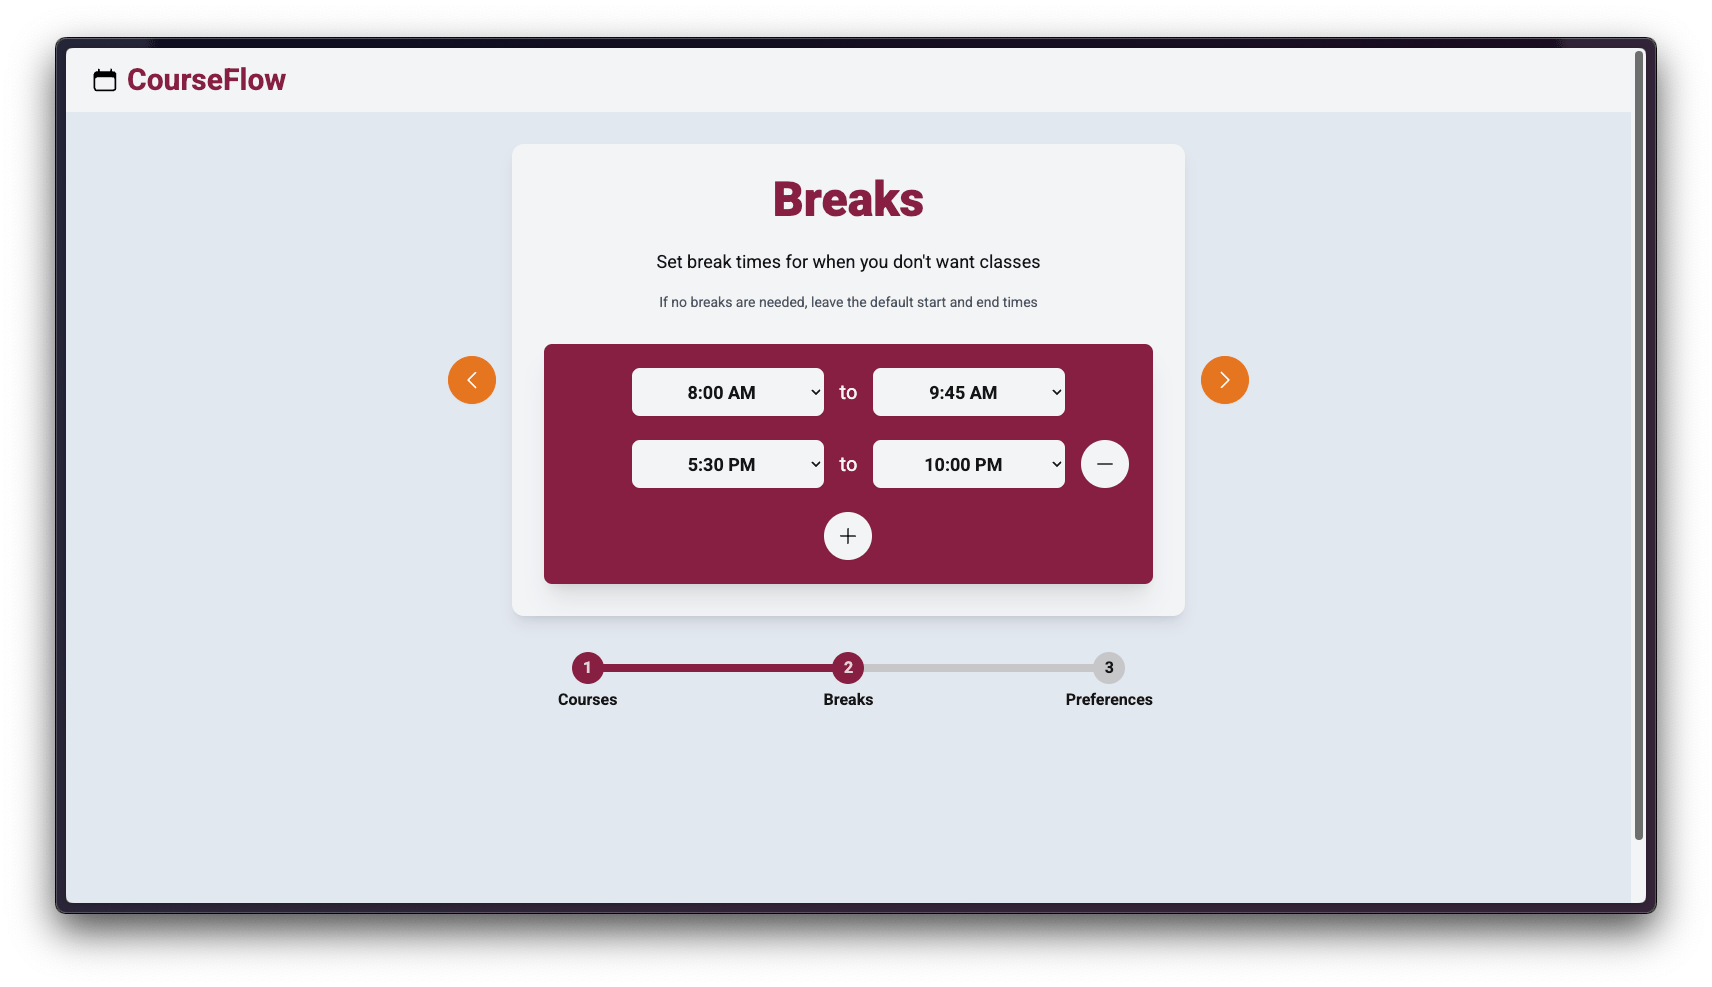 CourseFlow
Breaks
Set break times for when you don't want classes
If no breaks are needed, leave the default start and end times
8:00 AM to 9:45 AM
5:30 PM to 10:00 PM
1 2 3
Courses Breaks Preferences